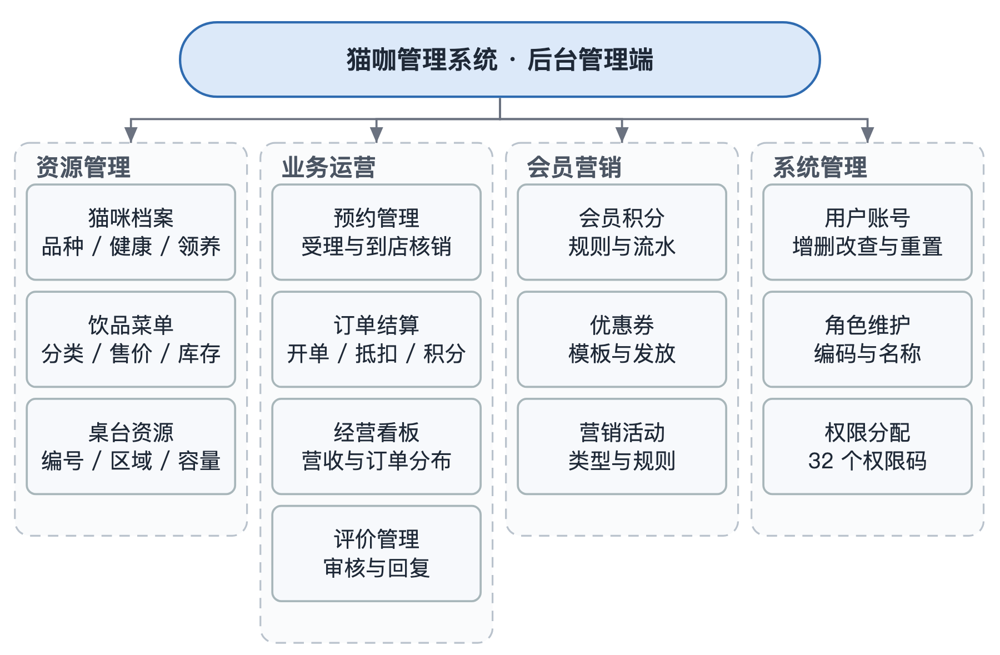 猫咖管理系统 · 后台管理端
资源管理
猫咪档案
品种 / 健康 / 领养
饮品菜单
分类 / 售价 / 库存
桌台资源
编号 / 区域 / 容量
业务运营
预约管理
受理与到店核销
订单结算
开单 / 抵扣 / 积分
经营看板
营收与订单分布
评价管理
审核与回复
会员营销
会员积分
规则与流水
优惠券
模板与发放
营销活动
类型与规则
系统管理
用户账号
增删改查与重置
角色维护
编码与名称
权限分配
32 个权限码